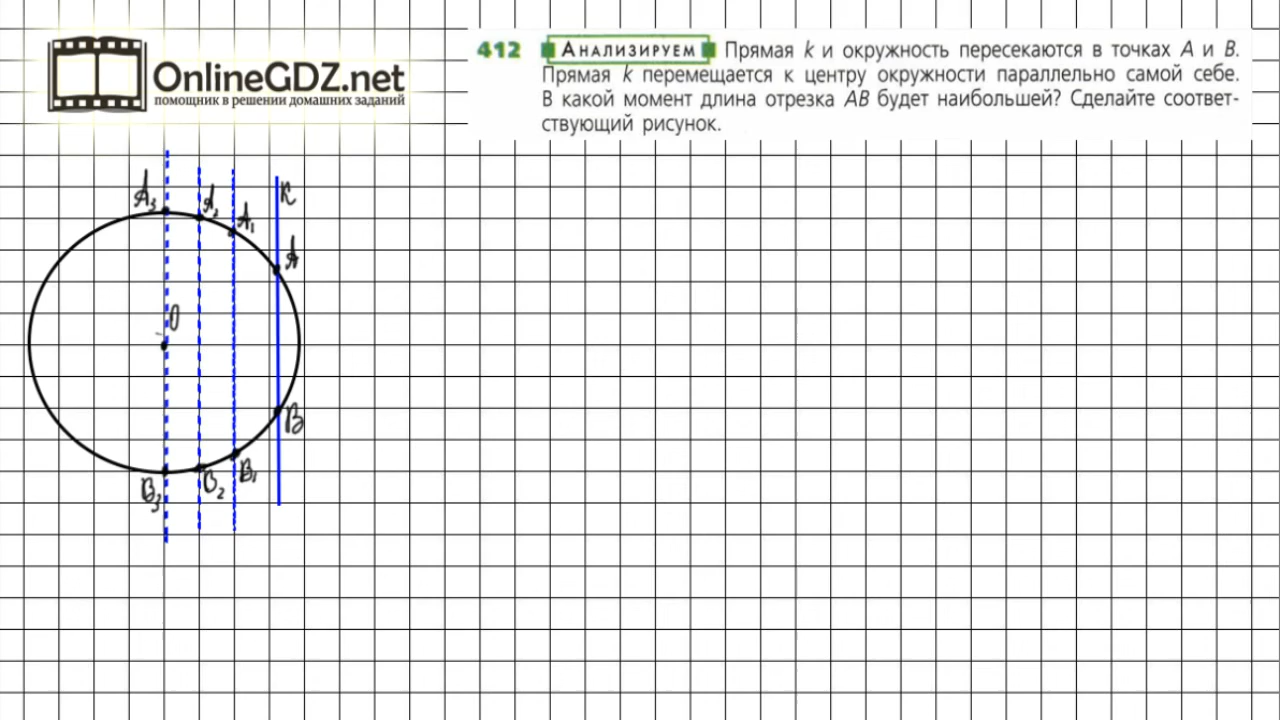 OnlineGDZ.net
помощник в решении домашних заданий
412 Анализируем Прямая k и окружность пересекаются в точках A и B.
Прямая k перемещается к центру окружности параллельно самой себе.
В какой момент длина отрезка AB будет наибольшей? Сделайте соответ-
ствующий рисунок.
A₃ A₂ A₁ k
A
O
B
B₃ B₂ B₁